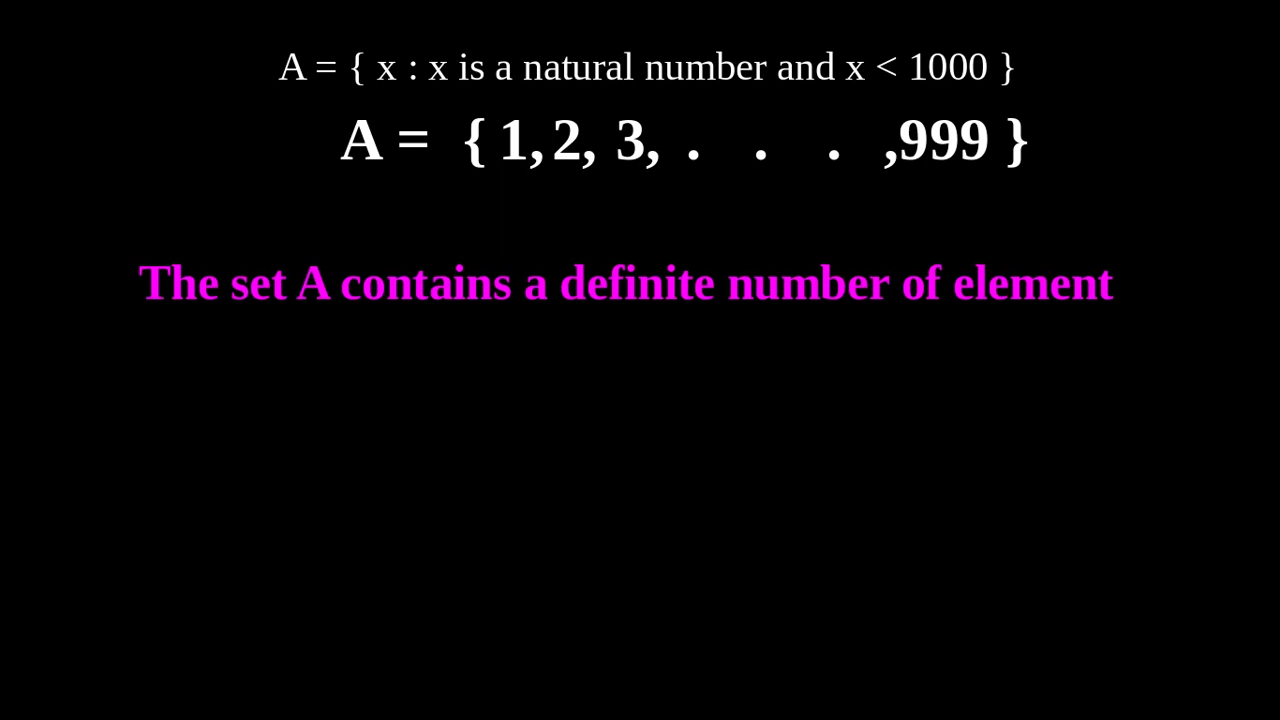 A = { x : x is a natural number and x < 1000 }
A = { 1, 2, 3, . . . ,999 }
The set A contains a definite number of element